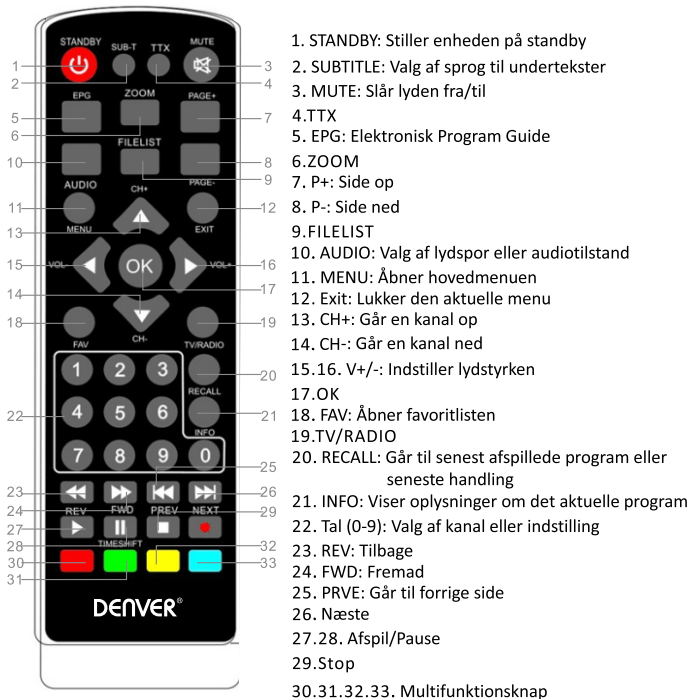 STANDBY SUB-T TTX MUTE
1 3
2 4
EPG ZOOM PAGE+
5 7
6
FILELIST
10 8
9
AUDIO CH+ PAGE-
11 12
MENU EXIT
13
15 VOL- OK VOL+ 16
17
14
18 19
FAV CH- TV/RADIO
1 2 3
20
RECALL
4 5 6
22 21
INFO
7 8 9 0
25
23 26
24 29
REV FWD PREV NEXT
27
28 TIMESHIFT 32
30 33
31
DENVER®
1. STANDBY: Stiller enheden på standby
2. SUBTITLE: Valg af sprog til undertekster
3. MUTE: Slår lyden fra/til
4.TTX
5. EPG: Elektronisk Program Guide
6.ZOOM
7. P+: Side op
8. P-: Side ned
9.FILELIST
10. AUDIO: Valg af lydspor eller audiotilstand
11. MENU: Åbner hovedmenuen
12. Exit: Lukker den aktuelle menu
13. CH+: Går en kanal op
14. CH-: Går en kanal ned
15.16. V+/-: Indstiller lydstyrken
17.OK
18. FAV: Åbner favoritlisten
19.TV/RADIO
20. RECALL: Går til senest afspillede program eller
seneste handling
21. INFO: Viser oplysninger om det aktuelle program
22. Tal (0-9): Valg af kanal eller indstilling
23. REV: Tilbage
24. FWD: Fremad
25. PRVE: Går til forrige side
26. Næste
27.28. Afspil/Pause
29.Stop
30.31.32.33. Multifunktionsknap